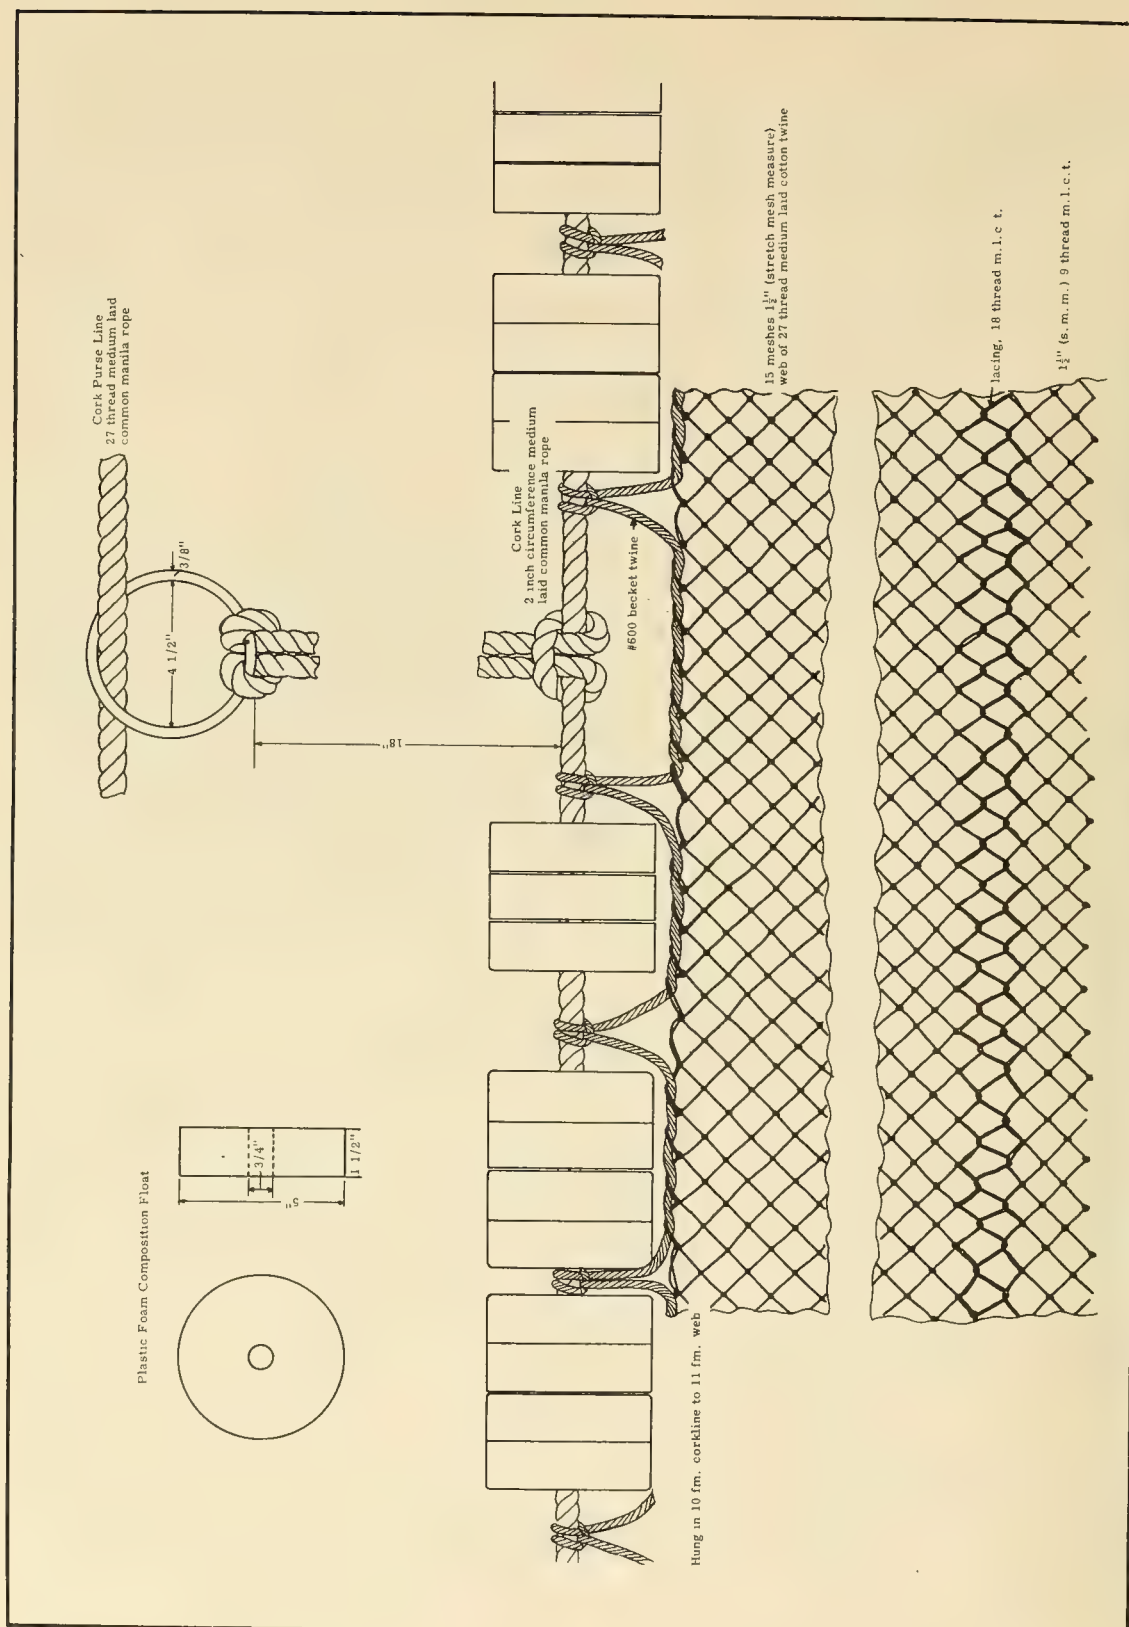 Plastic Foam Composition Float
5"
3/4"
1 1/2"
Cork Purse Line
27 thread medium laid
common manila rope
3/8"
4 1/2"
18"
Cork Line
2 inch circumference medium
laid common manila rope
#600 becket twine
Hung in 10 fm. corkline to 11 fm. web
15 meshes 1½" (stretch mesh measure)
web of 27 thread medium laid cotton twine
lacing, 18 thread m.l.c t.
1½" (s.m.m.) 9 thread m.l.c.t.